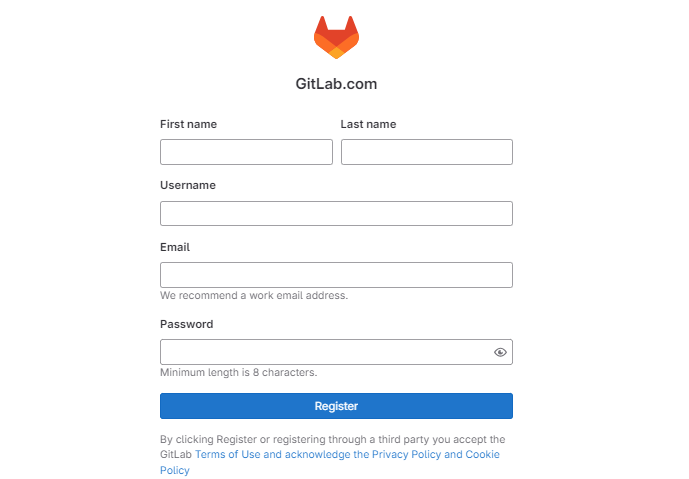 GitLab.com
First name
Last name
Username
Email
We recommend a work email address.
Password
Minimum length is 8 characters.
Register
By clicking Register or registering through a third party you accept the
GitLab Terms of Use and acknowledge the Privacy Policy and Cookie
Policy